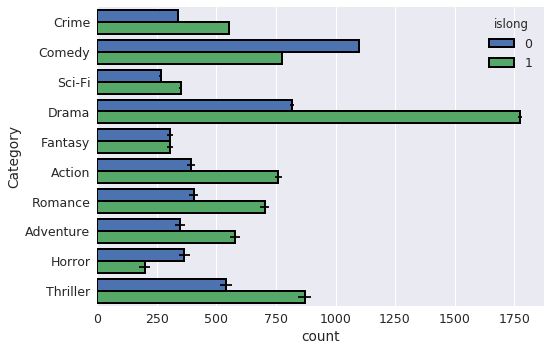 Crime
Comedy
Sci-Fi
Drama
Fantasy
Action
Romance
Adventure
Horror
Thriller
Category
0 250 500 750 1000 1250 1500 1750
count
islong
0
1